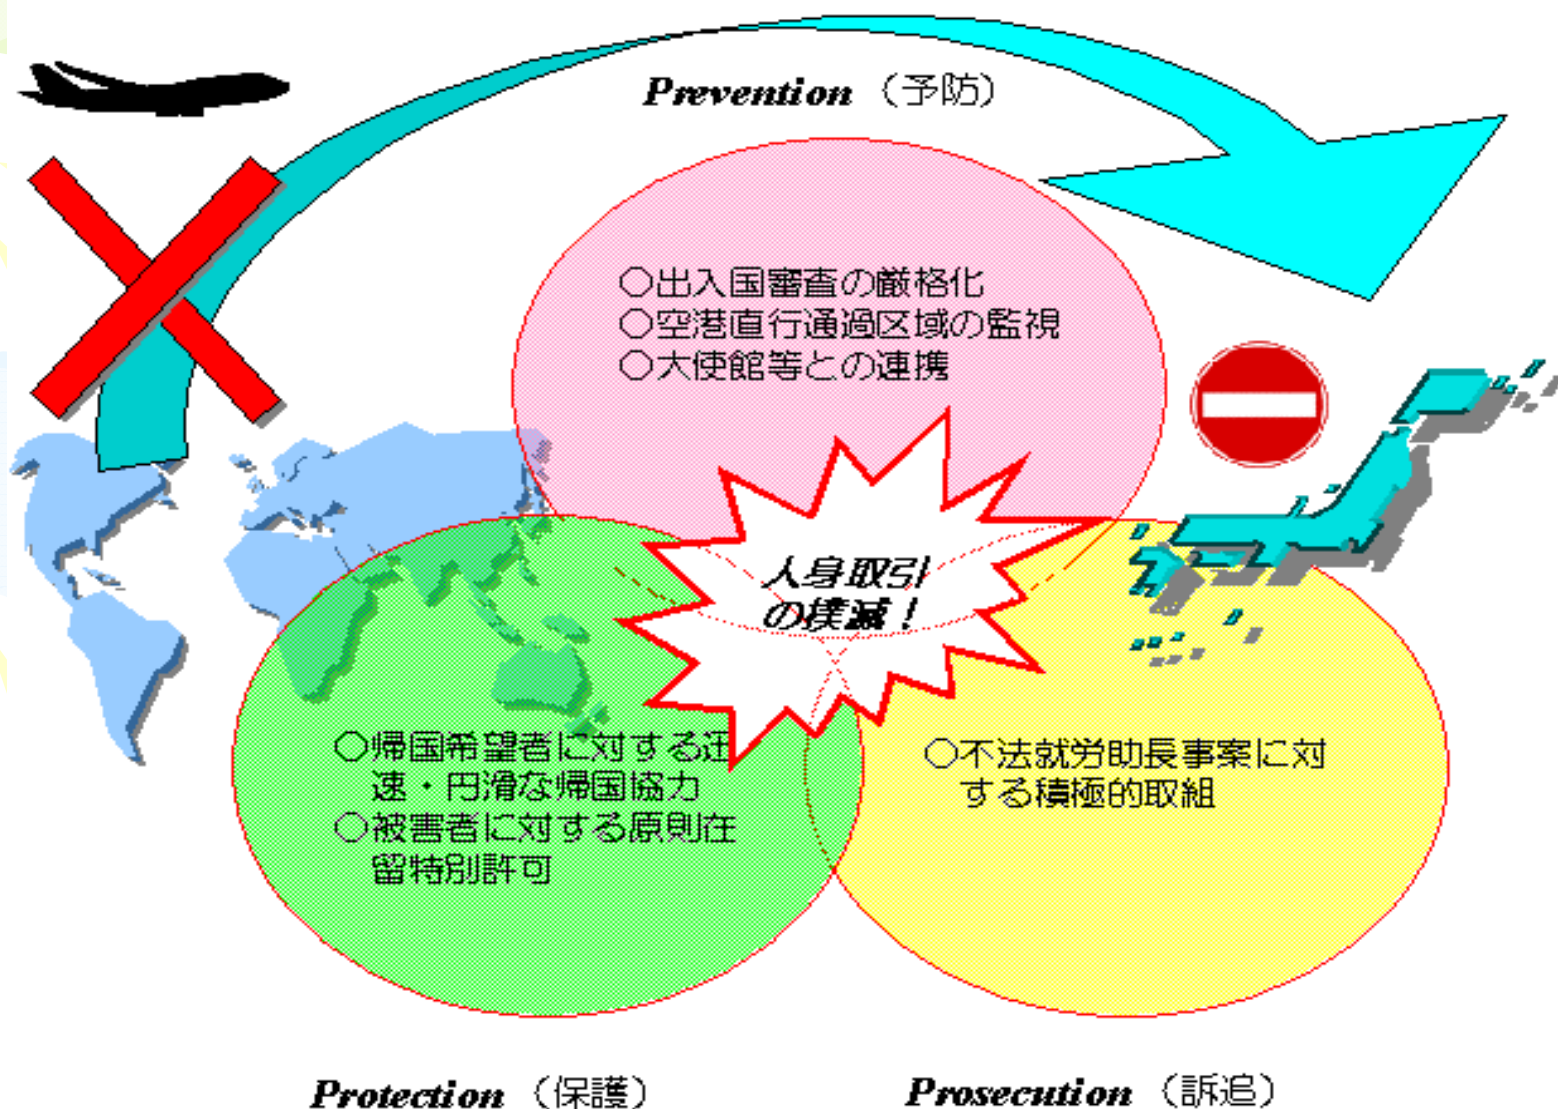 Prevention（予防）
○出入国審査の厳格化
○空港直行通過区域の監視
○大使館等との連携
人身取引
の撲滅！
○帰国希望者に対する迅
速・円滑な帰国協力
○被害者に対する原則在
留特別許可
○不法就労助長事案に対
する積極的取組
Protection（保護）
Prosecution（訴追）